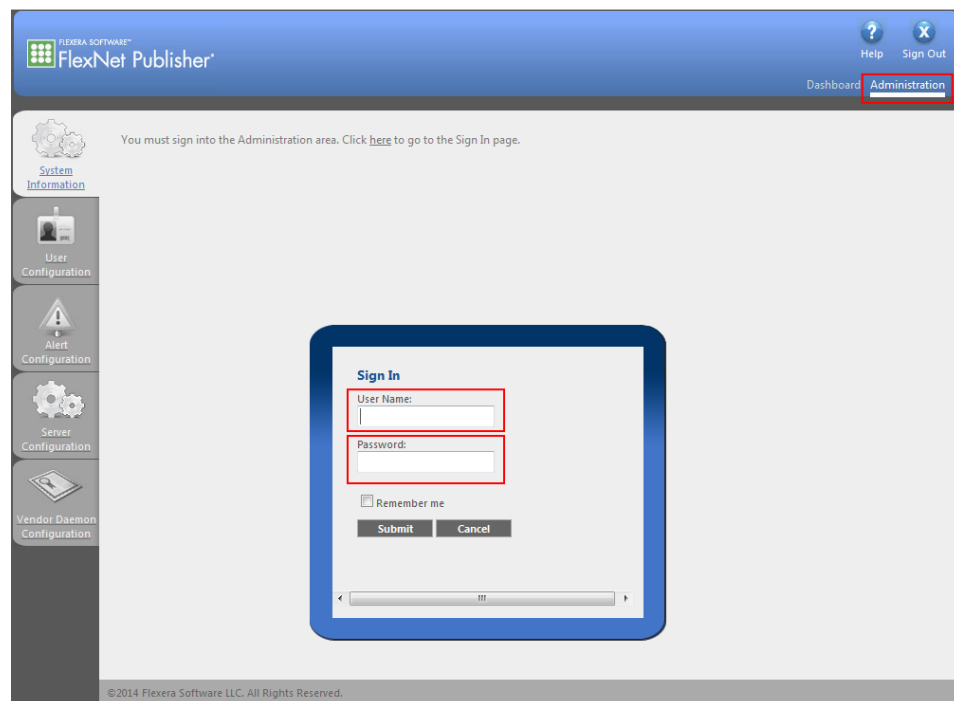 FLEXERA SOFTWARE™
FlexNet Publisher®
? X
Help Sign Out
Dashboard Administration
You must sign into the Administration area. Click here to go to the Sign In page.
System
Information
User
Configuration
Alert
Configuration
Server
Configuration
Vendor Daemon
Configuration
Sign In
User Name:
Password:
Remember me
Submit Cancel
©2014 Flexera Software LLC. All Rights Reserved.